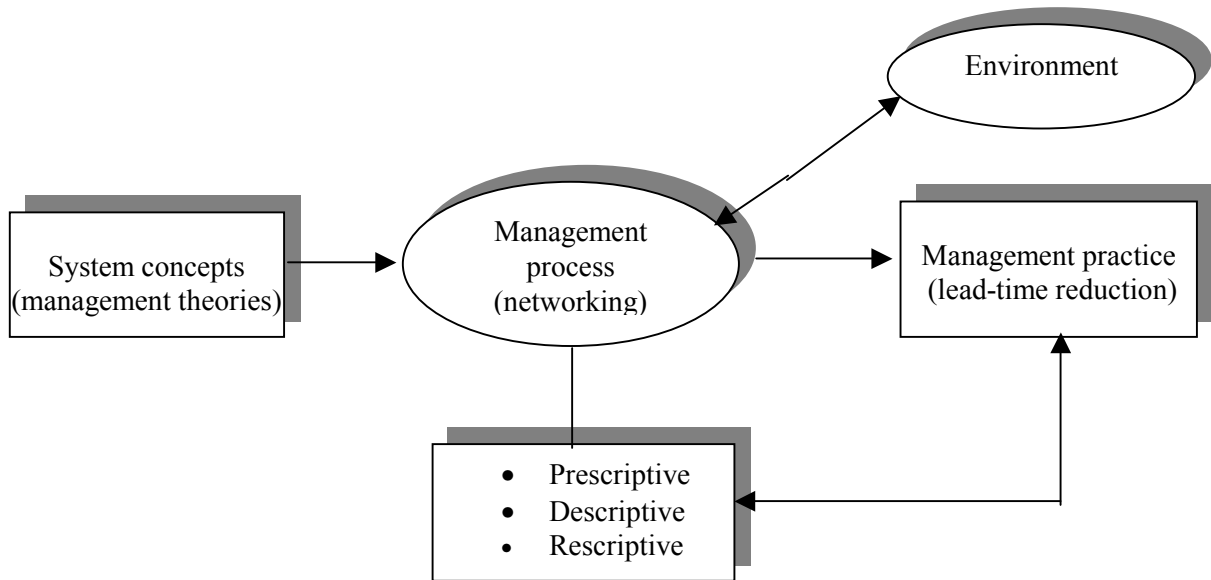 Environment
System concepts
(management theories)
Management
process
(networking)
Management practice
(lead-time reduction)
• Prescriptive
• Descriptive
• Rescriptive